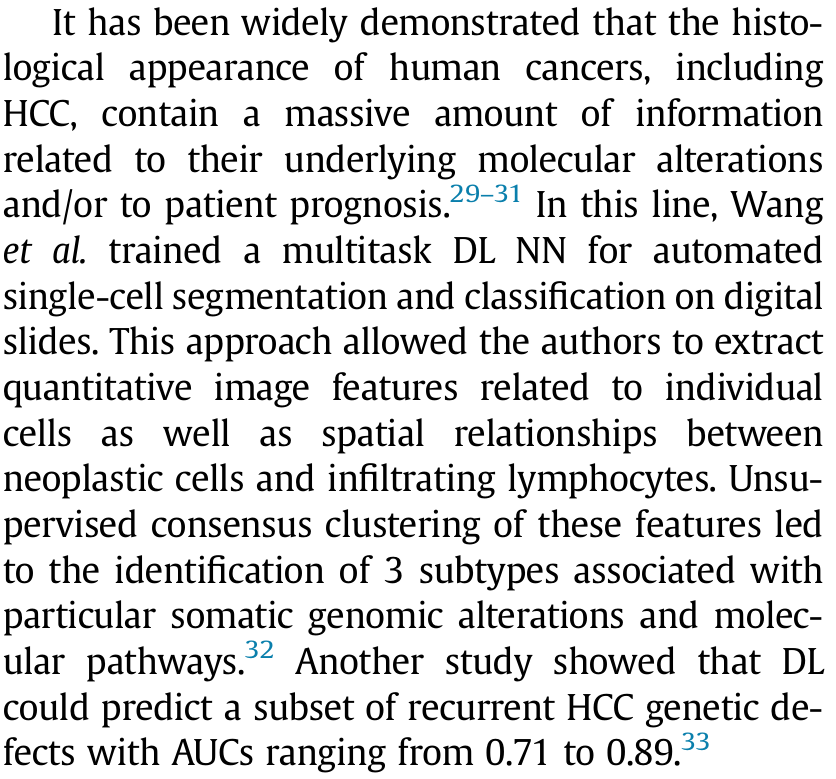 It has been widely demonstrated that the histo-
logical appearance of human cancers, including
HCC, contain a massive amount of information
related to their underlying molecular alterations
and/or to patient prognosis.29–31 In this line, Wang
et al. trained a multitask DL NN for automated
single-cell segmentation and classification on digital
slides. This approach allowed the authors to extract
quantitative image features related to individual
cells as well as spatial relationships between
neoplastic cells and infiltrating lymphocytes. Unsu-
pervised consensus clustering of these features led
to the identification of 3 subtypes associated with
particular somatic genomic alterations and molec-
ular pathways.32 Another study showed that DL
could predict a subset of recurrent HCC genetic de-
fects with AUCs ranging from 0.71 to 0.89.33